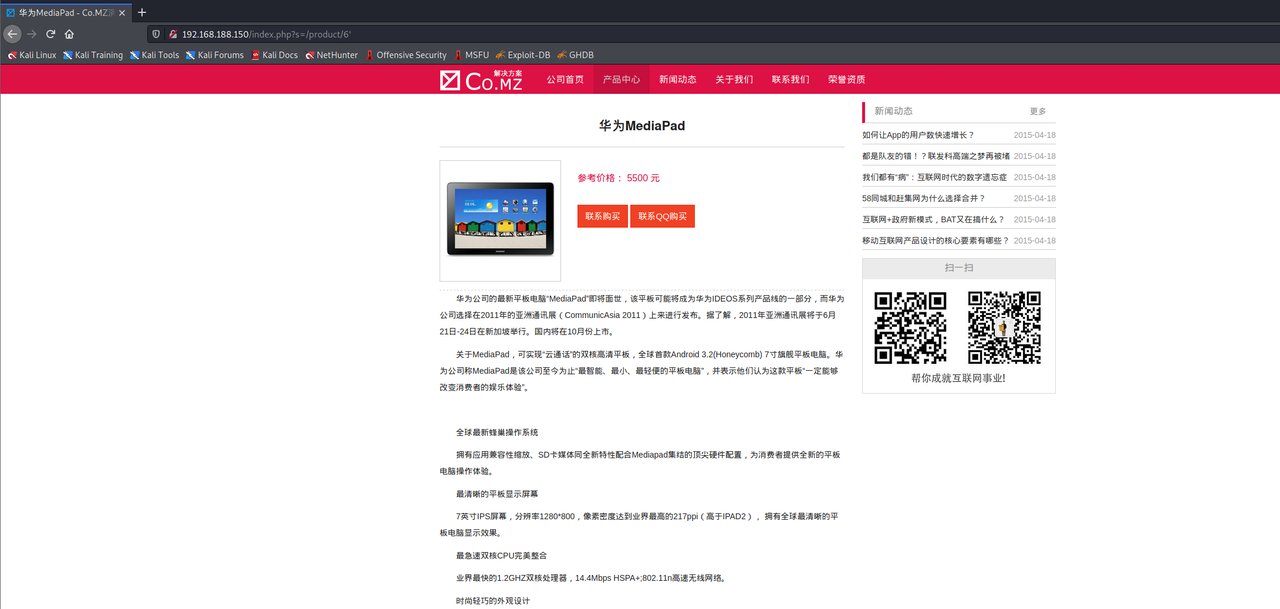 华为MediaPad - Co.MZ
192.168.188.150/index.php?s=/product/6'
Kali Linux Kali Training Kali Tools Kali Forums Kali Docs NetHunter Offensive Security MSFU Exploit-DB GHDB
Co.MZ 解决方案 公司首页 产品中心 新闻动态 关于我们 联系我们 荣誉资质
华为MediaPad
参考价格： 5500 元
联系购买 联系QQ购买
华为公司的最新平板电脑“MediaPad”即将面世，该平板可能将成为华为IDEOS系列产品线的一部分，而华为
公司选择在2011年的亚洲通讯展（CommunicAsia 2011）上来进行发布。据了解，2011年亚洲通讯展将于6月
21日-24日在新加坡举行。国内将在10月份上市。
关于MediaPad，可实现“云通话”的双核高清平板，全球首款Android 3.2(Honeycomb) 7寸旗舰平板电脑。华
为公司称MediaPad是该公司至今为止“最智能、最小、最轻便的平板电脑”，并表示他们认为这款平板“一定能够
改变消费者的娱乐体验”。
全球最新蜂巢操作系统
拥有应用兼容性缩放、SD卡媒体同全新特性配合Mediapad集结的顶尖硬件配置，为消费者提供全新的平板
电脑操作体验。
最清晰的平板显示屏幕
7英寸IPS屏幕，分辨率1280*800，像素密度达到业界最高的217ppi（高于IPAD2）， 拥有全球最清晰的平
板电脑显示效果。
最急速双核CPU完美整合
业界最快的1.2GHZ双核处理器，14.4Mbps HSPA+;802.11n高速无线网络。
时尚轻巧的外观设计
新闻动态 更多
如何让App的用户数快速增长？ 2015-04-18
都是队友的错！？联发科高端之梦再被堵 2015-04-18
我们都有“病”：互联网时代的数字遗忘症 2015-04-18
58同城和赶集网为什么选择合并？ 2015-04-18
互联网+政府新模式，BAT又在搞什么？ 2015-04-18
移动互联网产品设计的核心要素有哪些？ 2015-04-18
扫一扫
帮你成就互联网事业!